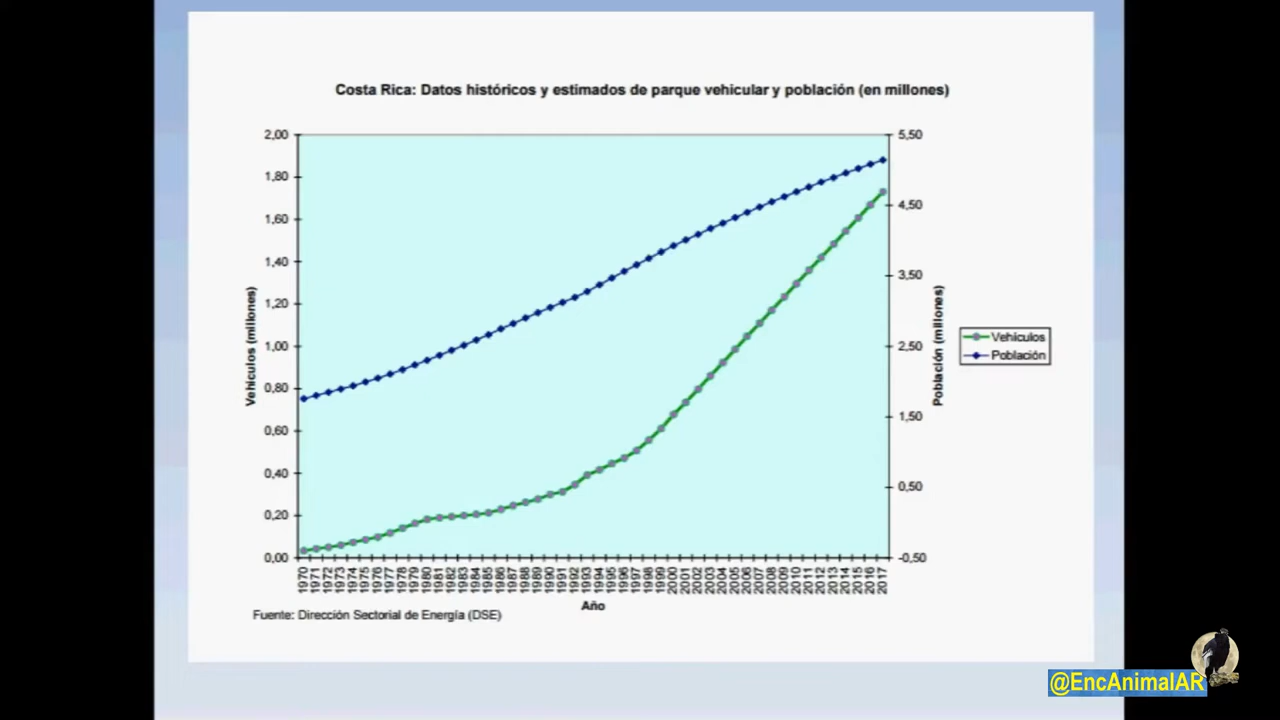 Costa Rica: Datos históricos y estimados de parque vehicular y población (en millones)
2,00
1,80
1,60
1,40
1,20
1,00
0,80
0,60
0,40
0,20
0,00
Vehículos (millones)
5,50
4,50
3,50
2,50
1,50
0,50
-0,50
Población (millones)
Vehículos
Población
1970 1971 1972 1973 1974 1975 1976 1977 1978 1979 1980 1981 1982 1983 1984 1985 1986 1987 1988 1989 1990 1991 1992 1993 1994 1995 1996 1997 1998 1999 2000 2001 2002 2003 2004 2005 2006 2007 2008 2009 2010 2011 2012 2013 2014 2015 2016 2017
Año
Fuente: Dirección Sectorial de Energía (DSE)
@EncAnimalAR